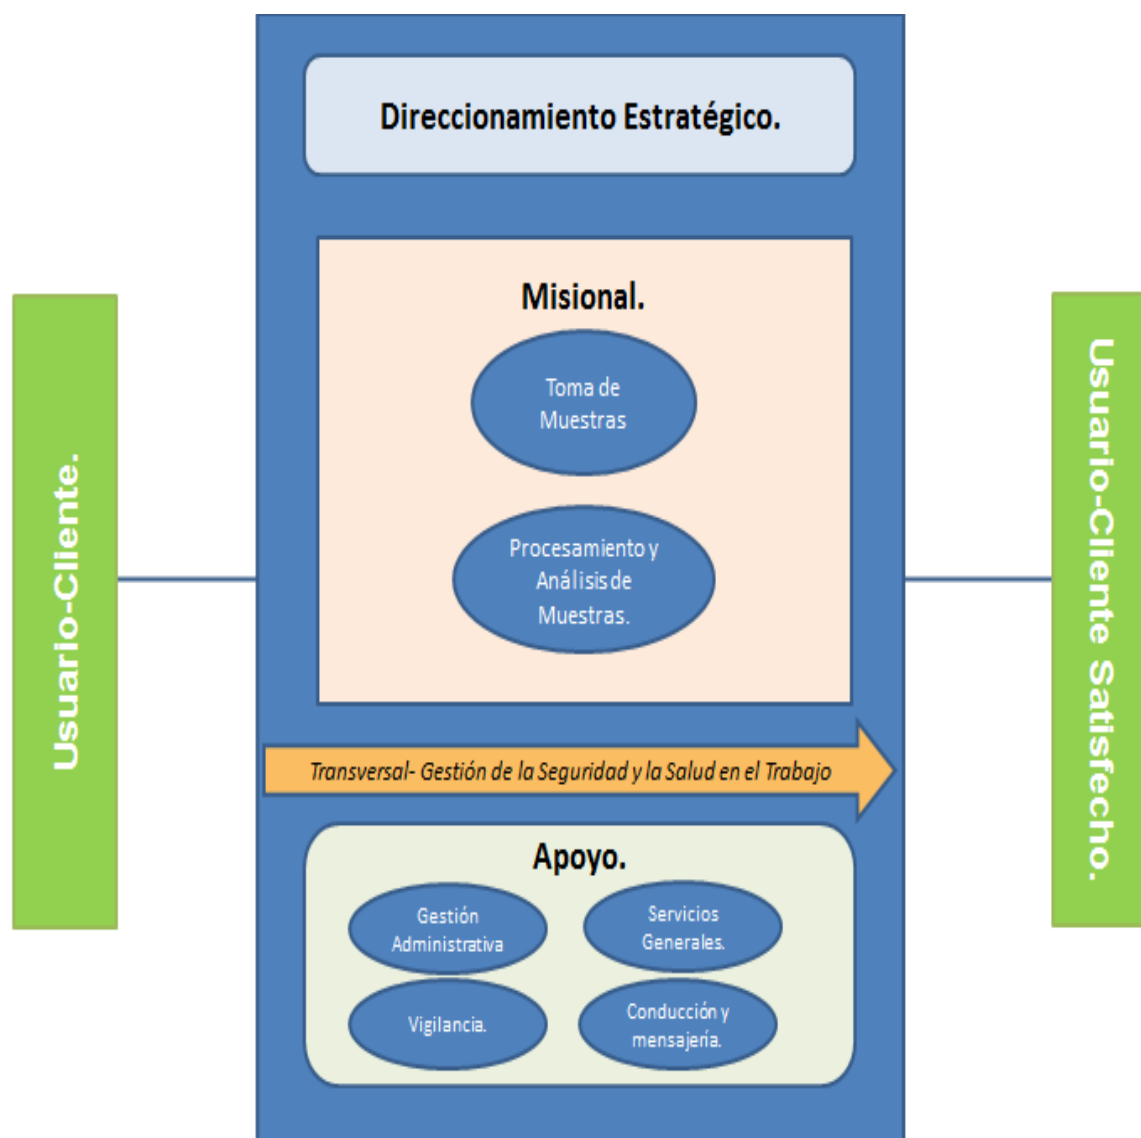 Direccionamiento Estratégico.
Misional.
Toma de
Muestras
Procesamiento y
Análisis de
Muestras.
Usuario-Cliente.
Usuario-Cliente Satisfecho.
Transversal- Gestión de la Seguridad y la Salud en el Trabajo
Apoyo.
Gestión
Administrativa
Servicios
Generales.
Vigilancia.
Conducción y
mensajería.